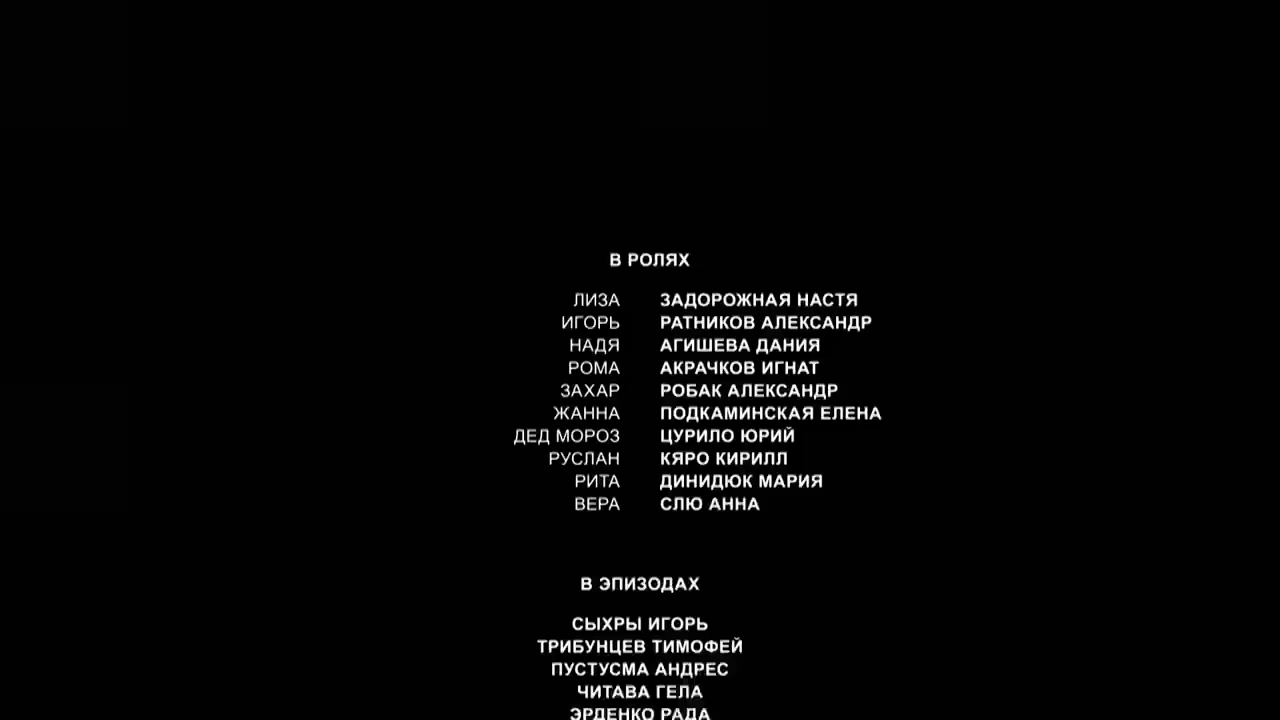 В РОЛЯХ
ЛИЗА ЗАДОРОЖНАЯ НАСТЯ
ИГОРЬ РАТНИКОВ АЛЕКСАНДР
НАДЯ АГИШЕВА ДАНИЯ
РОМА АКРАЧКОВ ИГНАТ
ЗАХАР РОБАК АЛЕКСАНДР
ЖАННА ПОДКАМИНСКАЯ ЕЛЕНА
ДЕД МОРОЗ ЦУРИЛО ЮРИЙ
РУСЛАН КЯРО КИРИЛЛ
РИТА ДИНИДЮК МАРИЯ
ВЕРА СЛЮ АННА
В ЭПИЗОДАХ
СЫХРЫ ИГОРЬ
ТРИБУНЦЕВ ТИМОФЕЙ
ПУСТУСМА АНДРЕС
ЧИТАВА ГЕЛА
ЭРДЕНКО РАДА